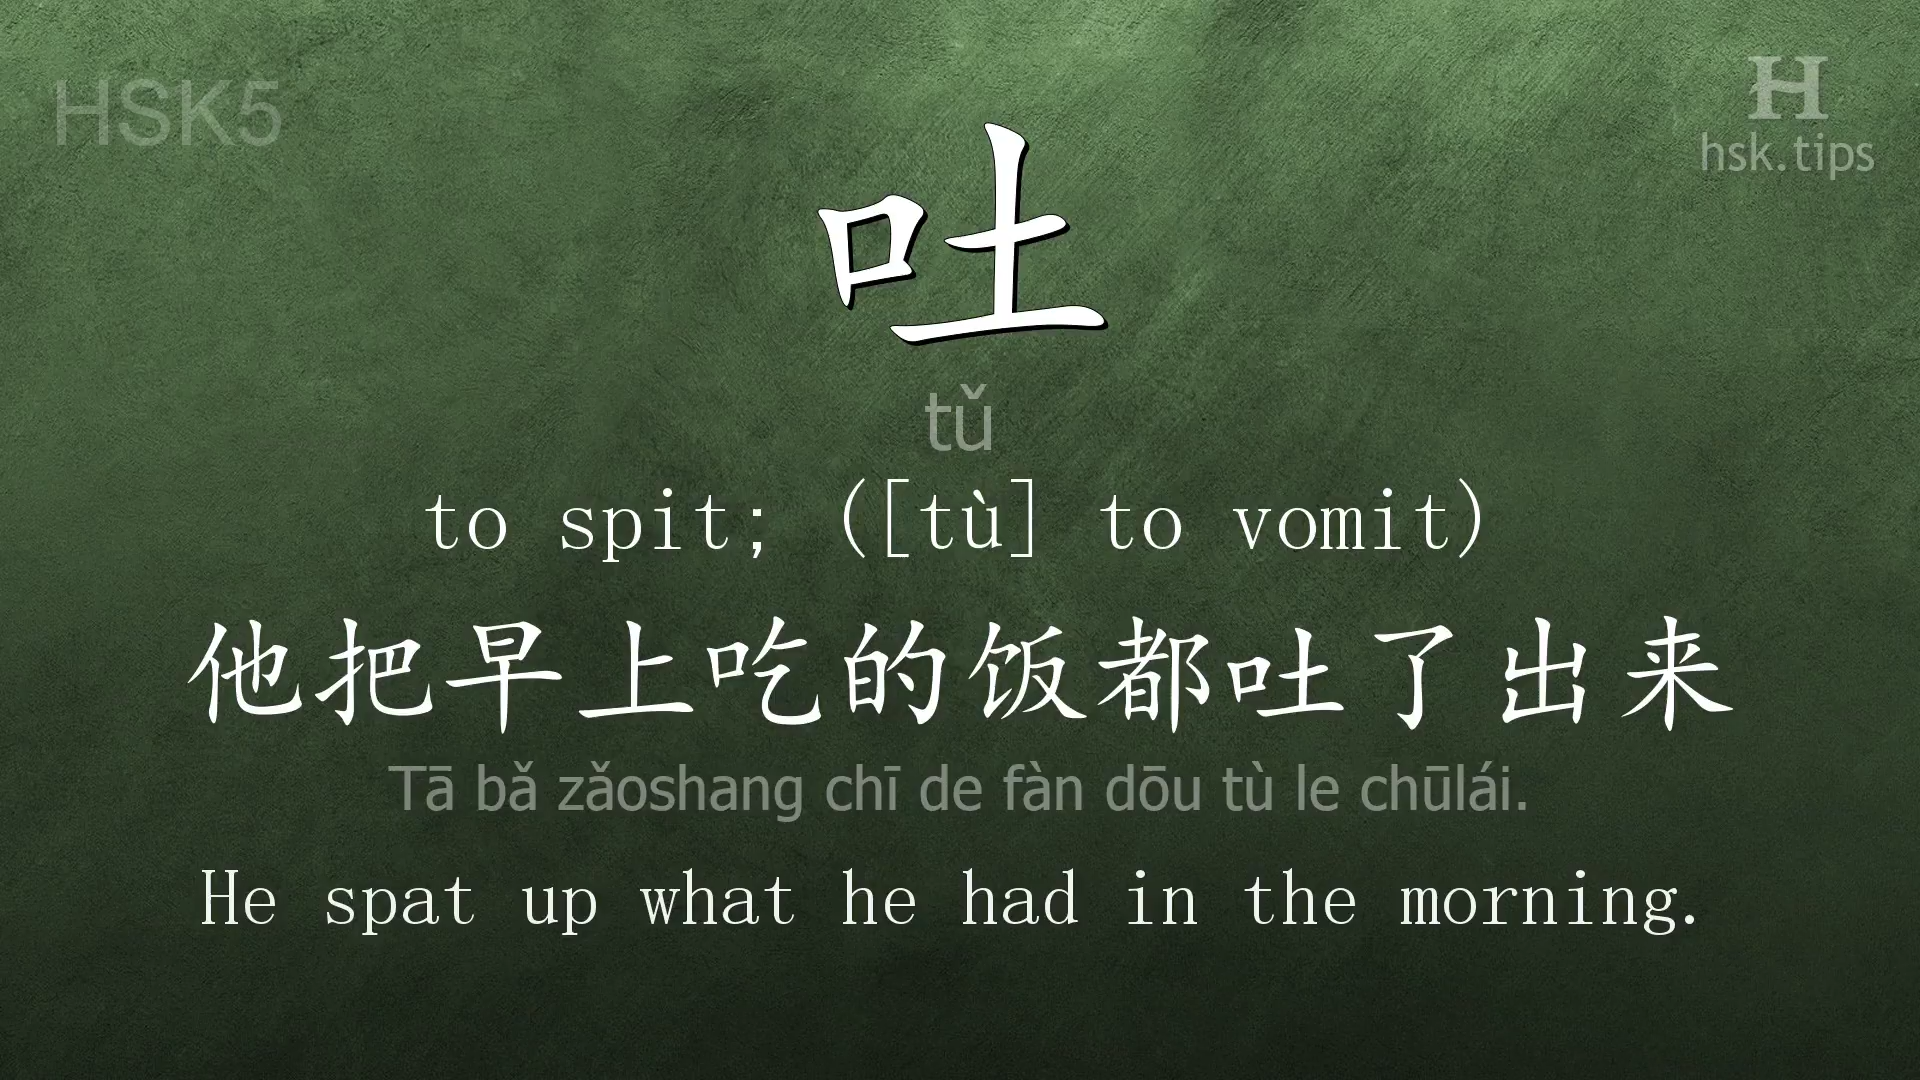 HSK5
H
hsk.tips
吐
tǔ
to spit; ([tù] to vomit)
他把早上吃的饭都吐了出来
Tā bǎ zǎoshang chī de fàn dōu tù le chūlái.
He spat up what he had in the morning.